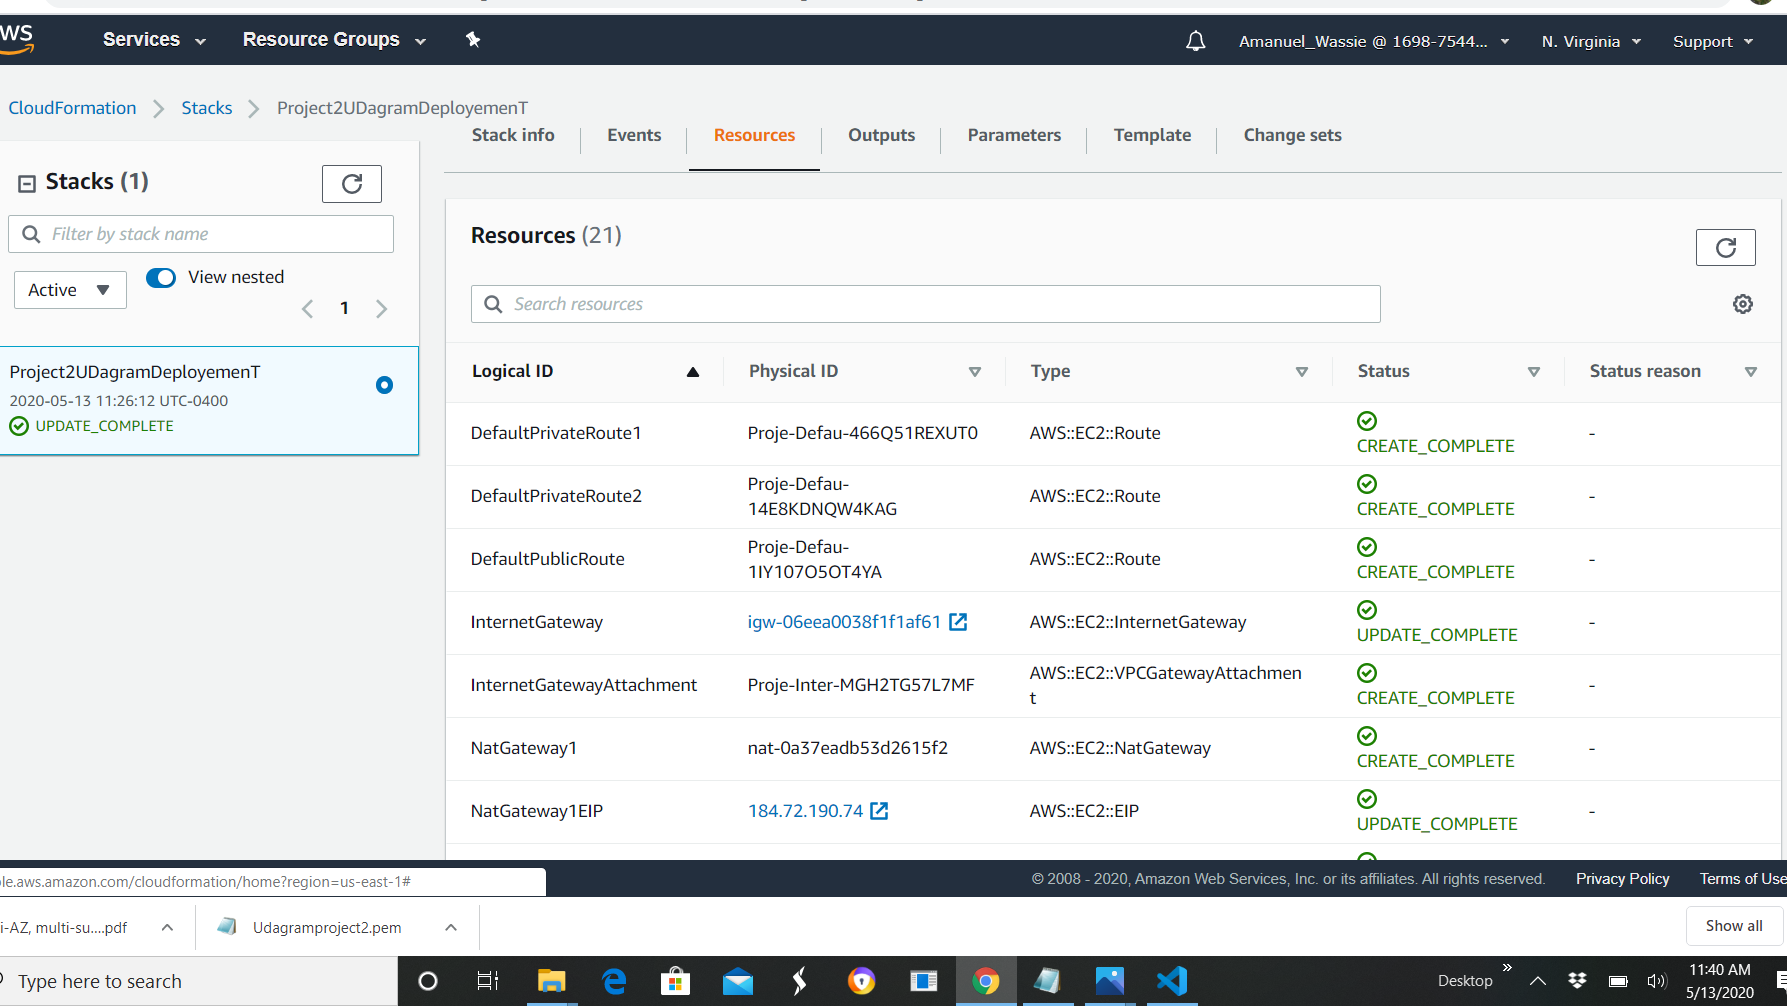 WS
Services
Resource Groups
Amanuel_Wassie @ 1698-7544...
N. Virginia
Support
CloudFormation
Stacks
Project2UDagramDeployemenT
Stack info
Events
Resources
Outputs
Parameters
Template
Change sets
Stacks (1)
Filter by stack name
Active
View nested
1
Project2UDagramDeployemenT
2020-05-13 11:26:12 UTC-0400
UPDATE_COMPLETE
Resources (21)
Search resources
Logical ID
Physical ID
Type
Status
Status reason
DefaultPrivateRoute1
Proje-Defau-466Q51REXUT0
AWS::EC2::Route
CREATE_COMPLETE
-
DefaultPrivateRoute2
Proje-Defau-
14E8KDNQW4KAG
AWS::EC2::Route
CREATE_COMPLETE
-
DefaultPublicRoute
Proje-Defau-
1IY107O5OT4YA
AWS::EC2::Route
CREATE_COMPLETE
-
InternetGateway
igw-06eea0038f1f1af61
AWS::EC2::InternetGateway
UPDATE_COMPLETE
-
InternetGatewayAttachment
Proje-Inter-MGH2TG57L7MF
AWS::EC2::VPCGatewayAttachmen
t
CREATE_COMPLETE
-
NatGateway1
nat-0a37eadb53d2615f2
AWS::EC2::NatGateway
CREATE_COMPLETE
-
NatGateway1EIP
184.72.190.74
AWS::EC2::EIP
UPDATE_COMPLETE
-
le.aws.amazon.com/cloudformation/home?region=us-east-1#
© 2008 - 2020, Amazon Web Services, Inc. or its affiliates. All rights reserved.
Privacy Policy
Terms of Use
i-AZ, multi-su....pdf
Udagramproject2.pem
Show all
Type here to search
Desktop
11:40 AM
5/13/2020